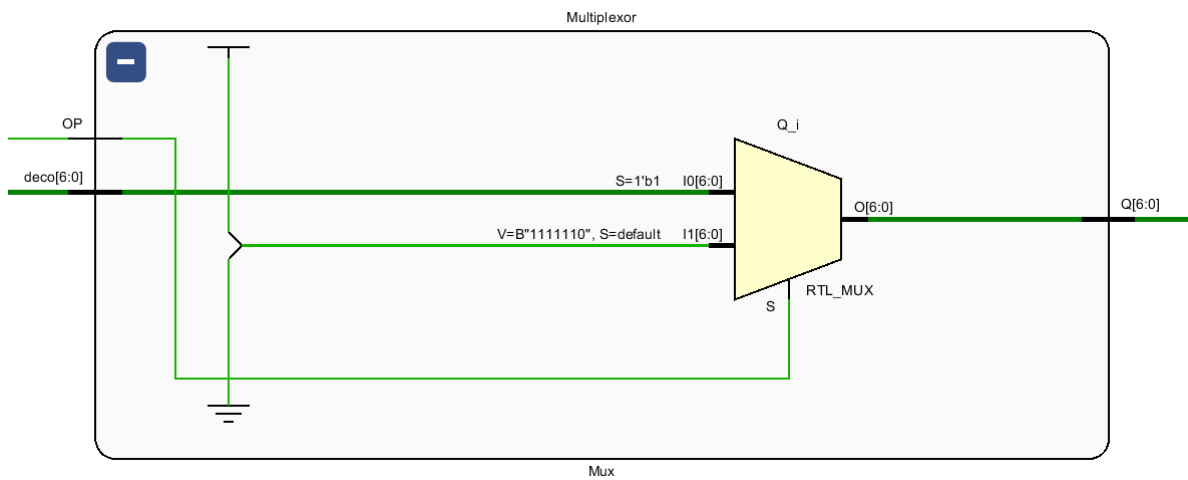 Multiplexor
OP
Q_i
deco[6:0]
S=1'b1 I0[6:0]
O[6:0]
Q[6:0]
V=B"1111110", S=default I1[6:0]
RTL_MUX
S
Mux